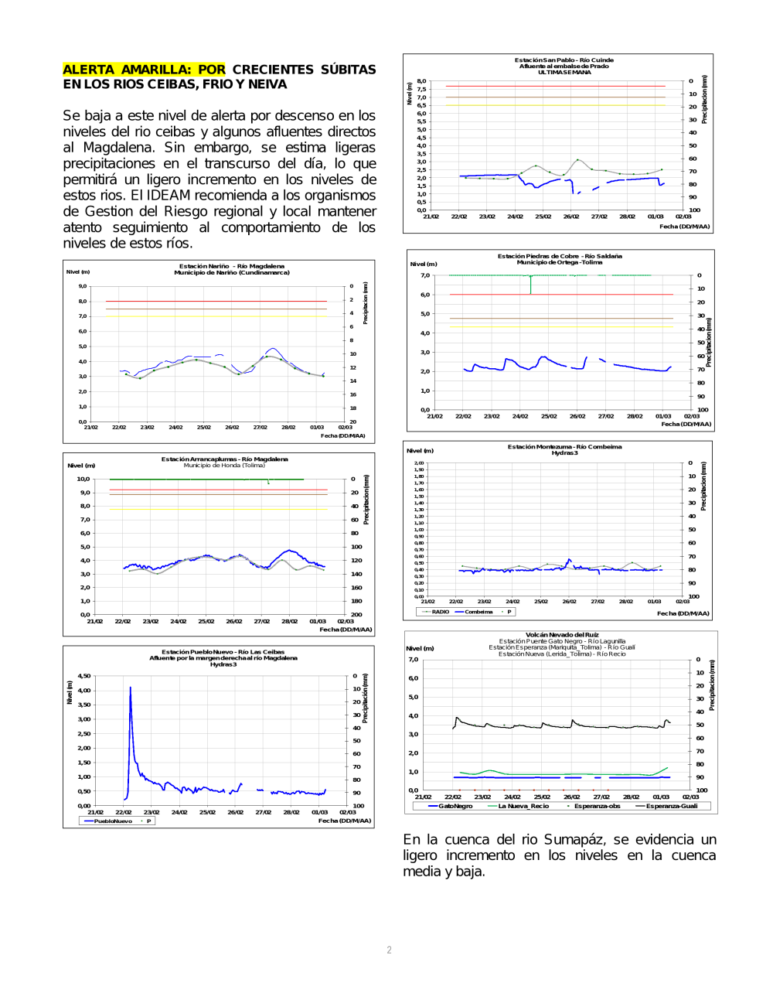 ALERTA AMARILLA: POR CRECIENTES SÚBITAS
EN LOS RIOS CEIBAS, FRIO Y NEIVA
Se baja a este nivel de alerta por descenso en los
niveles del rio ceibas y algunos afluentes directos
al Magdalena. Sin embargo, se estima ligeras
precipitaciones en el transcurso del día, lo que
permitirá un ligero incremento en los niveles de
estos rios. El IDEAM recomienda a los organismos
de Gestion del Riesgo regional y local mantener
atento seguimiento al comportamiento de los
niveles de estos ríos.
Estación Nariño - Río Magdalena
Municipio de Nariño (Cundinamarca)
Nivel (m)
9,0
8,0
7,0
6,0
5,0
4,0
3,0
2,0
1,0
0,0
0
2
4
6
8
10
12
14
16
18
20
Precipitacion (mm)
21/02 22/02 23/02 24/02 25/02 26/02 27/02 28/02 01/03 02/03
Fecha (DD/M/AA)
Estación Arrancaplumas - Río Magdalena
Municipio de Honda (Tolima)
Nivel (m)
10,0
9,0
8,0
7,0
6,0
5,0
4,0
3,0
2,0
1,0
0,0
0
20
40
60
80
100
120
140
160
180
200
Precipitacion (mm)
21/02 22/02 23/02 24/02 25/02 26/02 27/02 28/02 01/03 02/03
Fecha (DD/M/AA)
Estación Pueblo Nuevo - Río Las Ceibas
Afluente por la margen derecha al río Magdalena
Hydras3
Nivel (m)
4,50
4,00
3,50
3,00
2,50
2,00
1,50
1,00
0,50
0,00
0
10
20
30
40
50
60
70
80
90
100
Precipitación (mm)
21/02 22/02 23/02 24/02 25/02 26/02 27/02 28/02 01/03 02/03
PuebloNuevo P
Fecha (DD/M/AA)
Estación San Pablo - Río Cuinde
Afluente al embalse de Prado
ULTIMA SEMANA
Nivel (m)
8,0
7,5
7,0
6,5
6,0
5,5
5,0
4,5
4,0
3,5
3,0
2,5
2,0
1,5
1,0
0,5
0,0
0
10
20
30
40
50
60
70
80
90
100
Precipitacion (mm)
21/02 22/02 23/02 24/02 25/02 26/02 27/02 28/02 01/03 02/03
Fecha (DD/M/AA)
Estación Piedras de Cobre - Río Saldaña
Municipio de Ortega -Tolima
Nivel (m)
7,0
6,0
5,0
4,0
3,0
2,0
1,0
0,0
0
10
20
30
40
50
60
70
80
90
100
Precipitacion (mm)
21/02 22/02 23/02 24/02 25/02 26/02 27/02 28/02 01/03 02/03
Fecha (DD/M/AA)
Estación Montezuma - Río Combeima
Hydras3
Nivel (m)
2,00
1,90
1,80
1,70
1,60
1,50
1,40
1,30
1,20
1,10
1,00
0,90
0,80
0,70
0,60
0,50
0,40
0,30
0,20
0,10
0,00
0
10
20
30
40
50
60
70
80
90
100
Precipitacion (mm)
21/02 22/02 23/02 24/02 25/02 26/02 27/02 28/02 01/03 02/03
RADIO Combeima P
Fecha (DD/M/AA)
Volcán Nevado del Ruíz
Estación Puente Gato Negro - Río Lagunilla
Estación Esperanza (Mariquita_Tolima) - Río Gualí
Estación Nueva (Lerida_Tolima) - Río Recio
Nivel (m)
7,0
6,0
5,0
4,0
3,0
2,0
1,0
0,0
0
10
20
30
40
50
60
70
80
90
100
Precipitacion (mm)
21/02 22/02 23/02 24/02 25/02 26/02 27/02 28/02 01/03 02/03
GatoNegro La Nueva_Recio Esperanza-obs Esperanza-Guali
En la cuenca del rio Sumapáz, se evidencia un
ligero incremento en los niveles en la cuenca
media y baja.
2